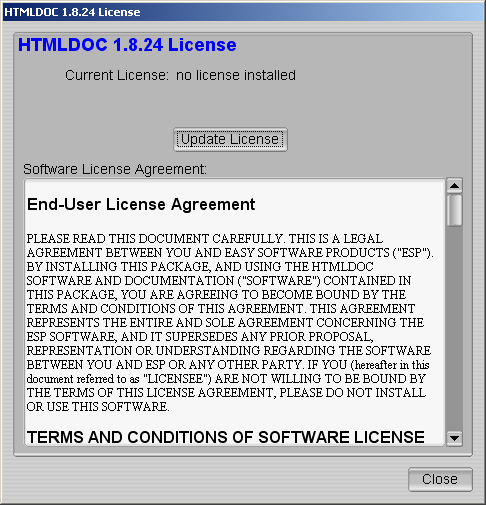 HTMLDOC 1.8.24 License
HTMLDOC 1.8.24 License
Current License: no license installed
Update License
Software License Agreement:
End-User License Agreement
PLEASE READ THIS DOCUMENT CAREFULLY. THIS IS A LEGAL
AGREEMENT BETWEEN YOU AND EASY SOFTWARE PRODUCTS ("ESP").
BY INSTALLING THIS PACKAGE, AND USING THE HTMLDOC
SOFTWARE AND DOCUMENTATION ("SOFTWARE") CONTAINED IN
THIS PACKAGE, YOU ARE AGREEING TO BECOME BOUND BY THE
TERMS AND CONDITIONS OF THIS AGREEMENT. THIS AGREEMENT
REPRESENTS THE ENTIRE AND SOLE AGREEMENT CONCERNING THE
ESP SOFTWARE, AND IT SUPERSEDES ANY PRIOR PROPOSAL,
REPRESENTATION OR UNDERSTANDING REGARDING THE SOFTWARE
BETWEEN YOU AND ESP OR ANY OTHER PARTY. IF YOU (hereafter in this
document referred to as "LICENSEE") ARE NOT WILLING TO BE BOUND BY
THE TERMS OF THIS LICENSE AGREEMENT, PLEASE DO NOT INSTALL
OR USE THIS SOFTWARE.
TERMS AND CONDITIONS OF SOFTWARE LICENSE
Close